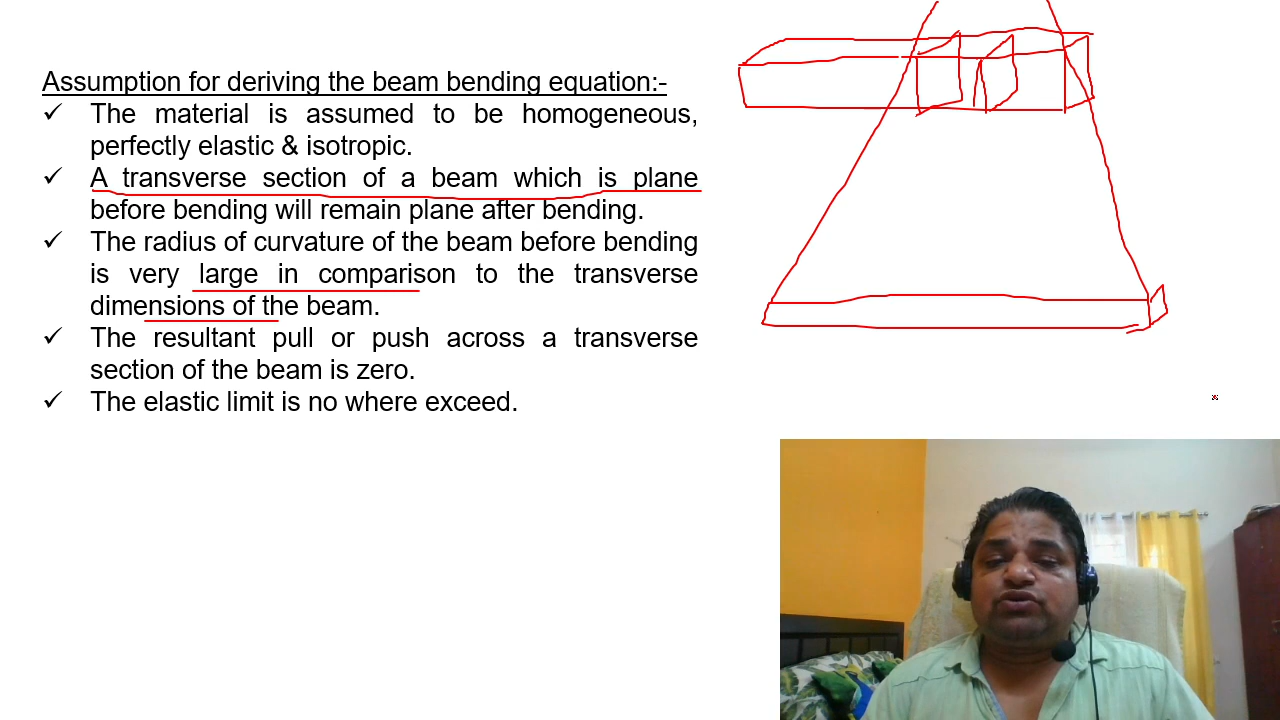 Assumption for deriving the beam bending equation:-
✓ The material is assumed to be homogeneous,
perfectly elastic & isotropic.
✓ A transverse section of a beam which is plane
before bending will remain plane after bending.
✓ The radius of curvature of the beam before bending
is very large in comparison to the transverse
dimensions of the beam.
✓ The resultant pull or push across a transverse
section of the beam is zero.
✓ The elastic limit is no where exceed.